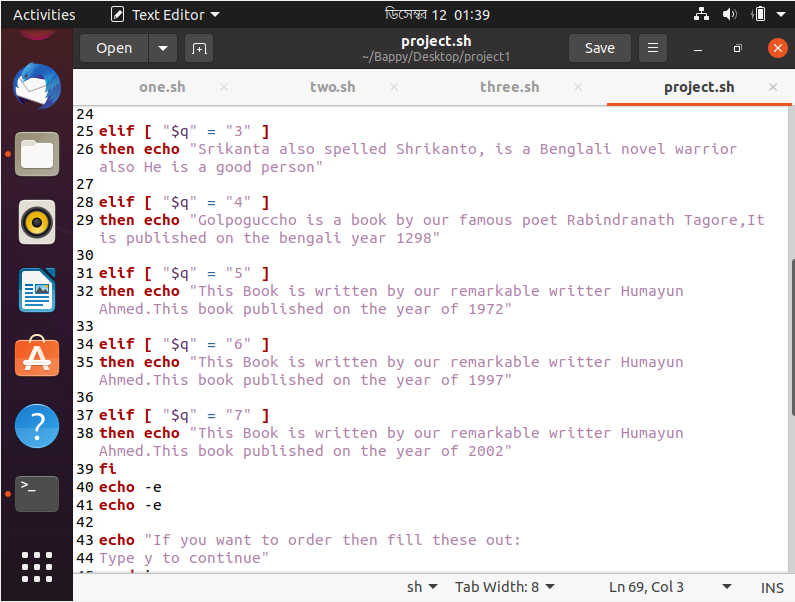 Activities Text Editor ডিসেম্বর 12 01:39
Open project.sh Save
~/Bappy/Desktop/project1
one.sh two.sh three.sh project.sh
24
25 elif [ "$q" = "3" ]
26 then echo "Srikanta also spelled Shrikanto, is a Benglali novel warrior
also He is a good person"
27
28 elif [ "$q" = "4" ]
29 then echo "Golpoguccho is a book by our famous poet Rabindranath Tagore,It
is published on the bengali year 1298"
30
31 elif [ "$q" = "5" ]
32 then echo "This Book is written by our remarkable writter Humayun
Ahmed.This book published on the year of 1972"
33
34 elif [ "$q" = "6" ]
35 then echo "This Book is written by our remarkable writter Humayun
Ahmed.This book published on the year of 1997"
36
37 elif [ "$q" = "7" ]
38 then echo "This Book is written by our remarkable writter Humayun
Ahmed.This book published on the year of 2002"
39 fi
40 echo -e
41 echo -e
42
43 echo "If you want to order then fill these out:
44 Type y to continue"
sh Tab Width: 8 Ln 69, Col 3 INS